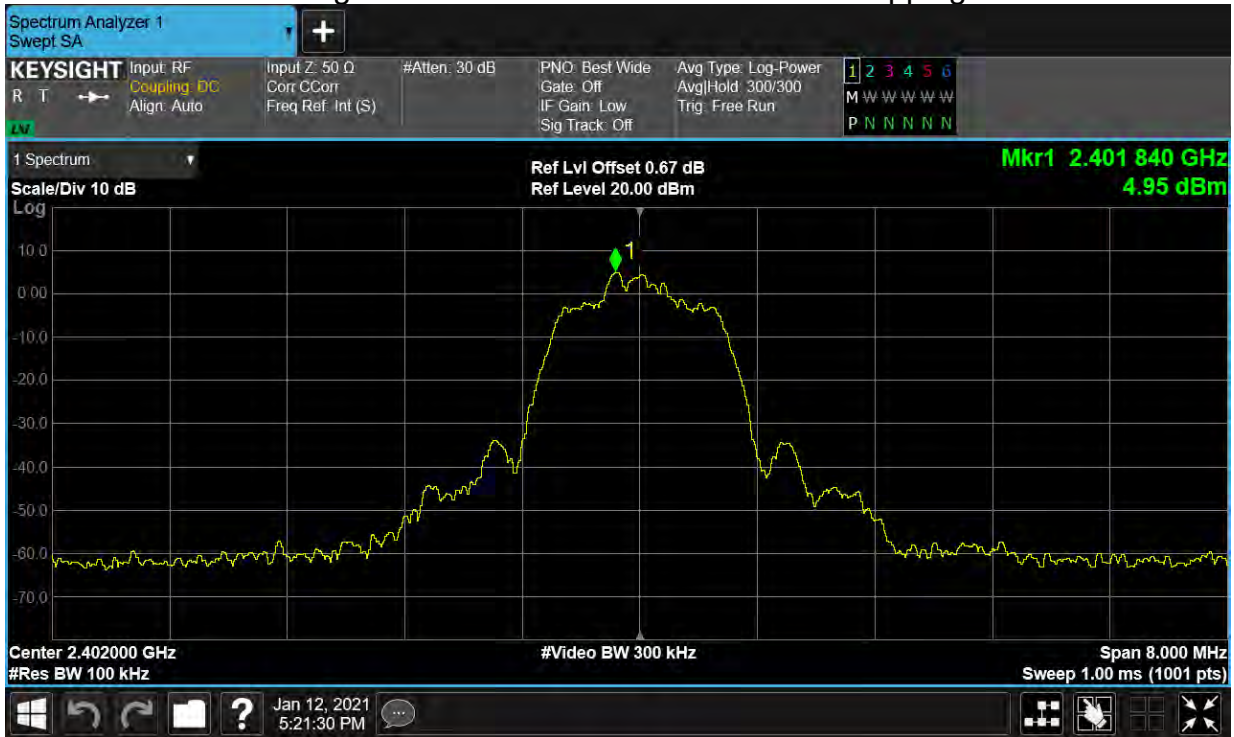 Spectrum Analyzer 1
Swept SA
+
KEYSIGHT Input: RF
R T Coupling: DC
Align: Auto
LXI
Input Z: 50 Ω
Corr CCorr
Freq Ref: Int (S)
#Atten: 30 dB
PNO: Best Wide
Gate: Off
IF Gain: Low
Sig Track: Off
Avg Type: Log-Power
Avg|Hold: 300/300
Trig: Free Run
1 2 3 4 5 6
M W W W W W
P N N N N N N
1 Spectrum
Scale/Div 10 dB
Log
Ref Lvl Offset 0.67 dB
Ref Level 20.00 dBm
Mkr1 2.401 840 GHz
4.95 dBm
1
10.0
0.00
-10.0
-20.0
-30.0
-40.0
-50.0
-60.0
-70.0
Center 2.402000 GHz
#Res BW 100 kHz
#Video BW 300 kHz
Span 8.000 MHz
Sweep 1.00 ms (1001 pts)
?
Jan 12, 2021
5:21:30 PM